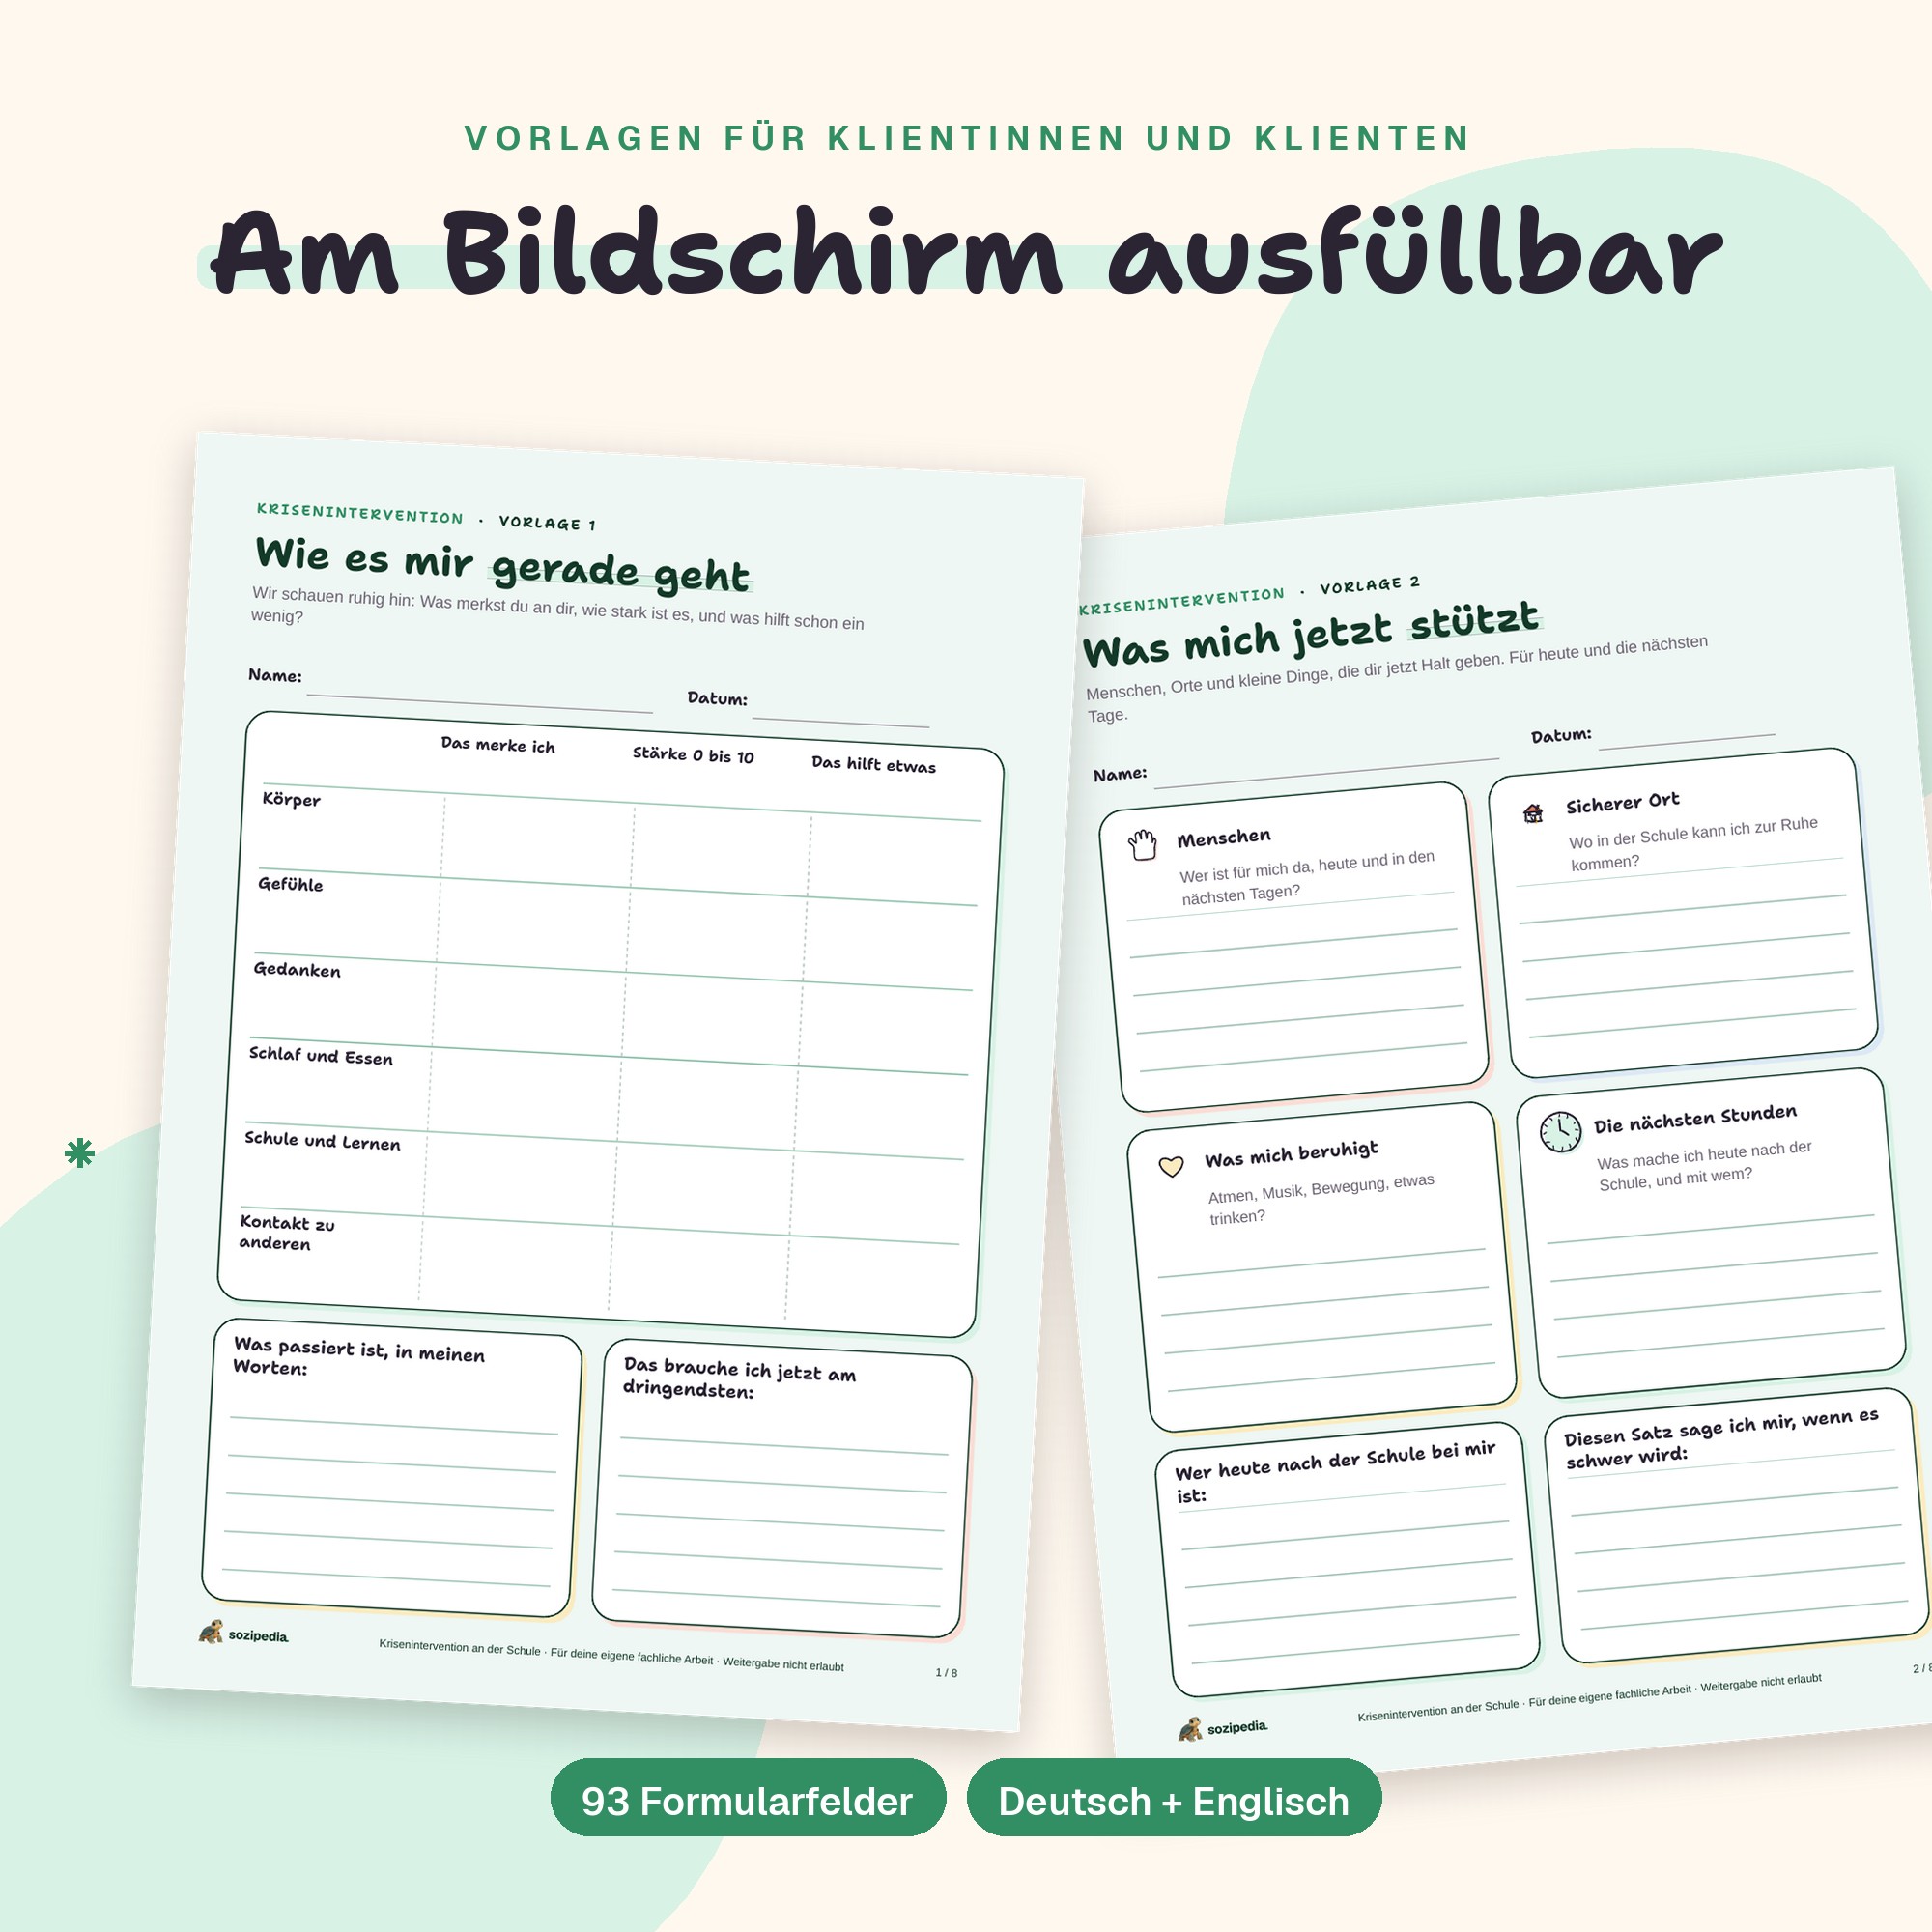 VORLAGEN FÜR KLIENTINNEN UND KLIENTEN
Am Bildschirm ausfüllbar
KRISENINTERVENTION · VORLAGE 1
Wie es mir gerade geht
Wir schauen ruhig hin: Was merkst du an dir, wie stark ist es, und was hilft schon ein
wenig?
Name:
Datum:
Das merke ich
Stärke 0 bis 10
Das hilft etwas
Körper
Gefühle
Gedanken
Schlaf und Essen
Schule und Lernen
Kontakt zu
anderen
Was passiert ist, in meinen
Worten:
Das brauche ich jetzt am
dringendsten:
sozipedia.
Krisenintervention an der Schule · Für deine eigene fachliche Arbeit · Weitergabe nicht erlaubt
1 / 8
KRISENINTERVENTION · VORLAGE 2
Was mich jetzt stützt
Menschen, Orte und kleine Dinge, die dir jetzt Halt geben. Für heute und die nächsten
Tage.
Name:
Datum:
Menschen
Wer ist für mich da, heute und in den
nächsten Tagen?
Sicherer Ort
Wo in der Schule kann ich zur Ruhe
kommen?
Was mich beruhigt
Atmen, Musik, Bewegung, etwas
trinken?
Die nächsten Stunden
Was mache ich heute nach der
Schule, und mit wem?
Wer heute nach der Schule bei mir
ist:
Diesen Satz sage ich mir, wenn es
schwer wird:
sozipedia.
Krisenintervention an der Schule · Für deine eigene fachliche Arbeit · Weitergabe nicht erlaubt
2 / 8
93 Formularfelder
Deutsch + Englisch